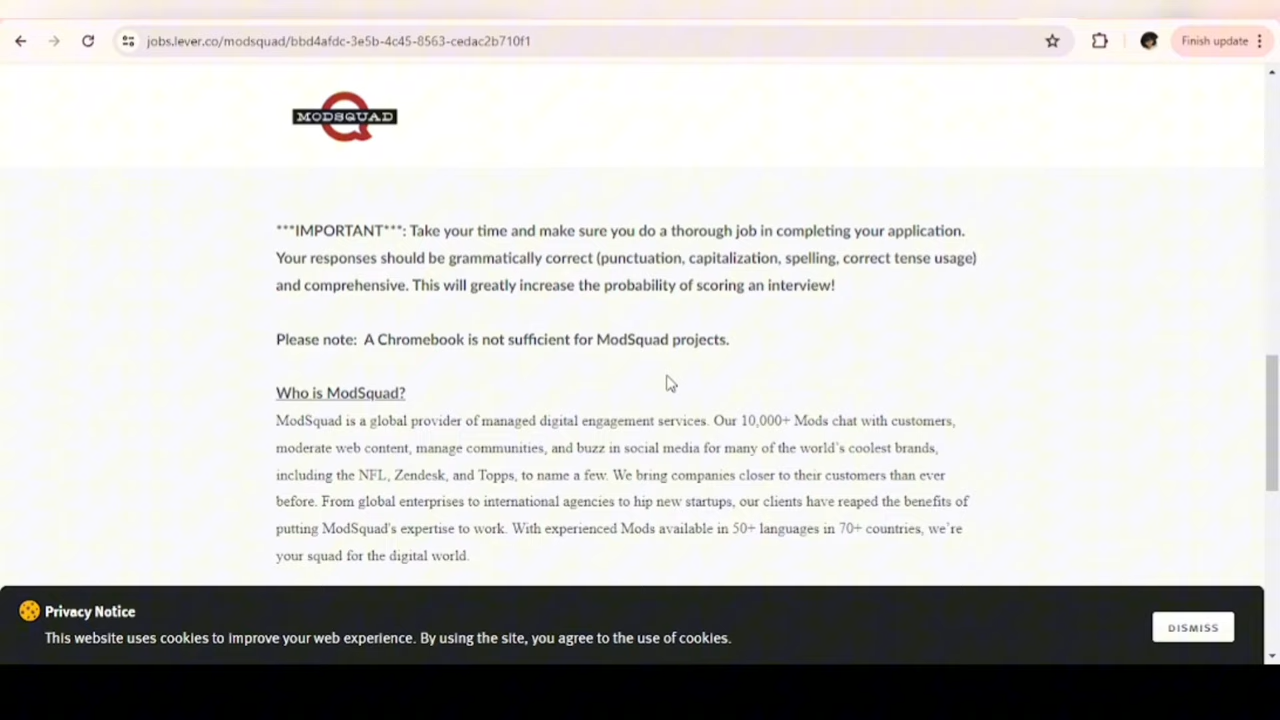 jobs.lever.co/modsquad/bbd4afdc-3e5b-4c45-8563-cedac2b710f1
Finish update
MODSQUAD
***IMPORTANT***: Take your time and make sure you do a thorough job in completing your application.
Your responses should be grammatically correct (punctuation, capitalization, spelling, correct tense usage)
and comprehensive. This will greatly increase the probability of scoring an interview!
Please note: A Chromebook is not sufficient for ModSquad projects.
Who is ModSquad?
ModSquad is a global provider of managed digital engagement services. Our 10,000+ Mods chat with customers,
moderate web content, manage communities, and buzz in social media for many of the world's coolest brands,
including the NFL, Zendesk, and Topps, to name a few. We bring companies closer to their customers than ever
before. From global enterprises to international agencies to hip new startups, our clients have reaped the benefits of
putting ModSquad's expertise to work. With experienced Mods available in 50+ languages in 70+ countries, we're
your squad for the digital world.
Privacy Notice
This website uses cookies to improve your web experience. By using the site, you agree to the use of cookies.
DISMISS